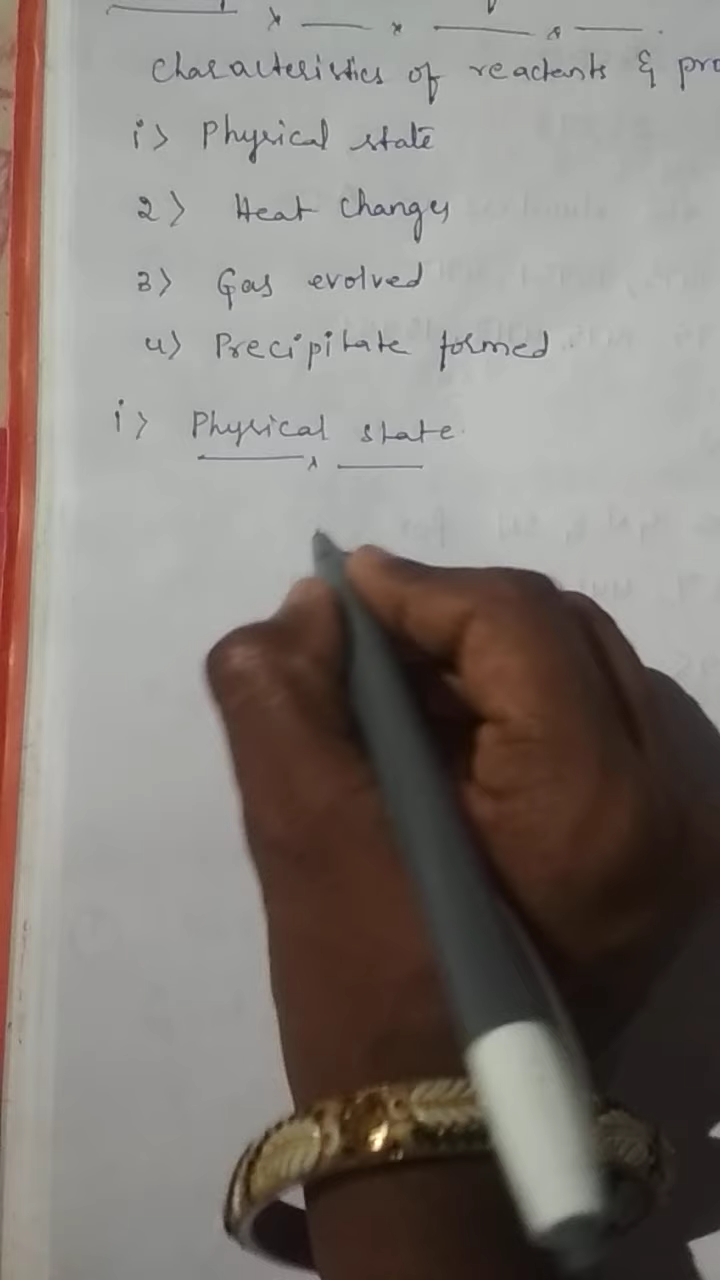 Characteristics of reactants & pro
i) Physical state
2) Heat changes
3) Gas evolved
4) Precipitate formed
i) Physical state